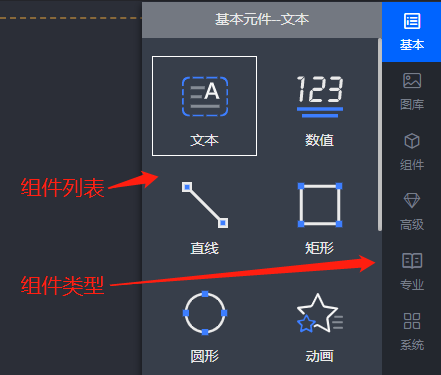 基本元件--文本
文本
数值
直线
矩形
圆形
动画
基本
图库
组件
高级
专业
系统
组件列表
组件类型